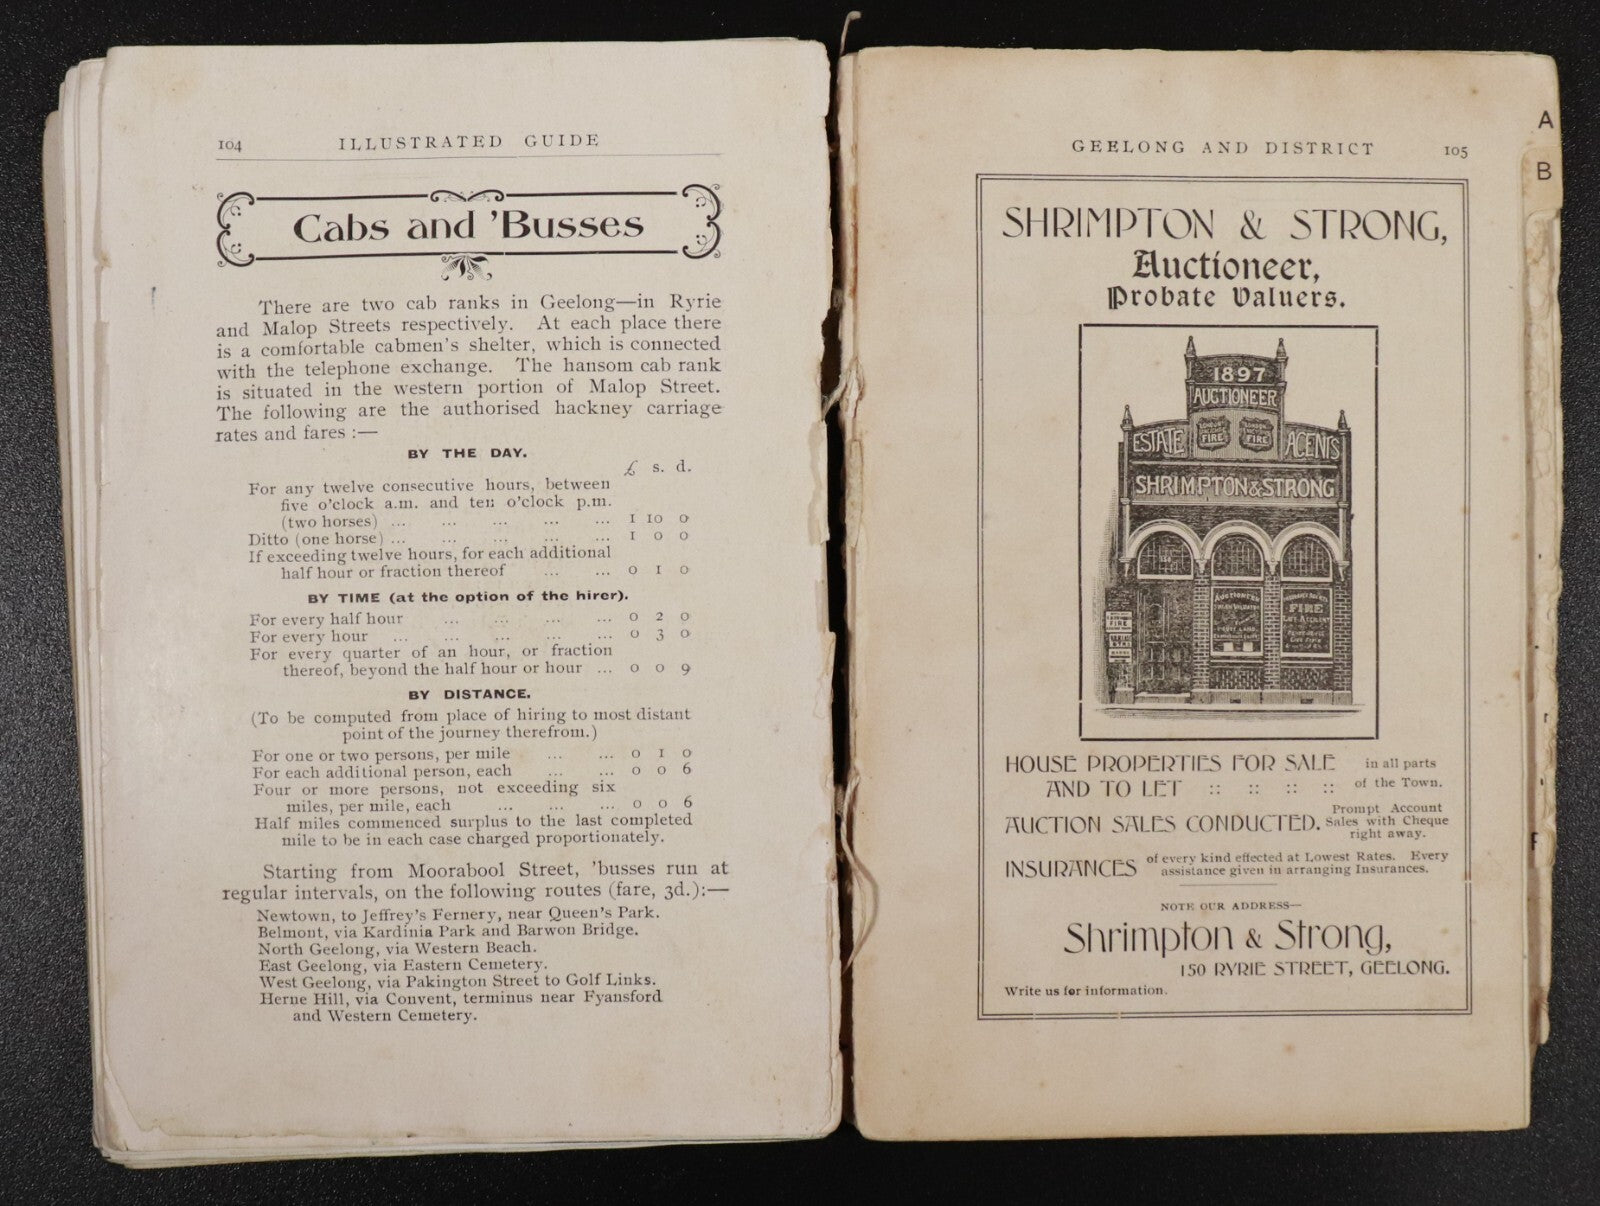 104 ILLUSTRATED GUIDE
Cabs and 'Busses
There are two cab ranks in Geelong—in Ryrie
and Malop Streets respectively. At each place there
is a comfortable cabmen's shelter, which is connected
with the telephone exchange. The hansom cab rank
is situated in the western portion of Malop Street.
The following are the authorised hackney carriage
rates and fares :—
BY THE DAY.
£ s. d.
For any twelve consecutive hours, between
five o'clock a.m. and ten o'clock p.m.
(two horses) ... ... ... ... ... 1 10 0
Ditto (one horse) ... ... ... ... ... 1 0 0
If exceeding twelve hours, for each additional
half hour or fraction thereof ... ... 0 1 0
BY TIME (at the option of the hirer).
For every half hour ... ... ... ... 0 2 0
For every hour ... ... ... ... ... 0 3 0
For every quarter of an hour, or fraction
thereof, beyond the half hour or hour ... 0 0 9
BY DISTANCE.
(To be computed from place of hiring to most distant
point of the journey therefrom.)
For one or two persons, per mile ... ... 0 1 0
For each additional person, each ... ... 0 0 6
Four or more persons, not exceeding six
miles, per mile, each ... ... ... 0 0 6
Half miles commenced surplus to the last completed
mile to be in each case charged proportionately.
Starting from Moorabool Street, 'busses run at
regular intervals, on the following routes (fare, 3d.):—
Newtown, to Jeffrey's Fernery, near Queen's Park.
Belmont, via Kardinia Park and Barwon Bridge.
North Geelong, via Western Beach.
East Geelong, via Eastern Cemetery.
West Geelong, via Pakington Street to Golf Links.
Herne Hill, via Convent, terminus near Fyansford
and Western Cemetery.
GEELONG AND DISTRICT 105
SHRIMPTON & STRONG,
Auctioneer,
Probate Valuers.
1897
AUCTIONEER
ESTATE FIRE FIRE AGENTS
SHRIMPTON & STRONG
AUCTIONEER
FIRE
FIRE
HOUSE PROPERTIES FOR SALE in all parts
AND TO LET :: :: :: :: of the Town.
AUCTION SALES CONDUCTED. Prompt Account
Sales with Cheque
right away.
INSURANCES of every kind effected at Lowest Rates. Every
assistance given in arranging Insurances.
NOTE OUR ADDRESS—
Shrimpton & Strong,
150 RYRIE STREET, GEELONG.
Write us for information.
A
B